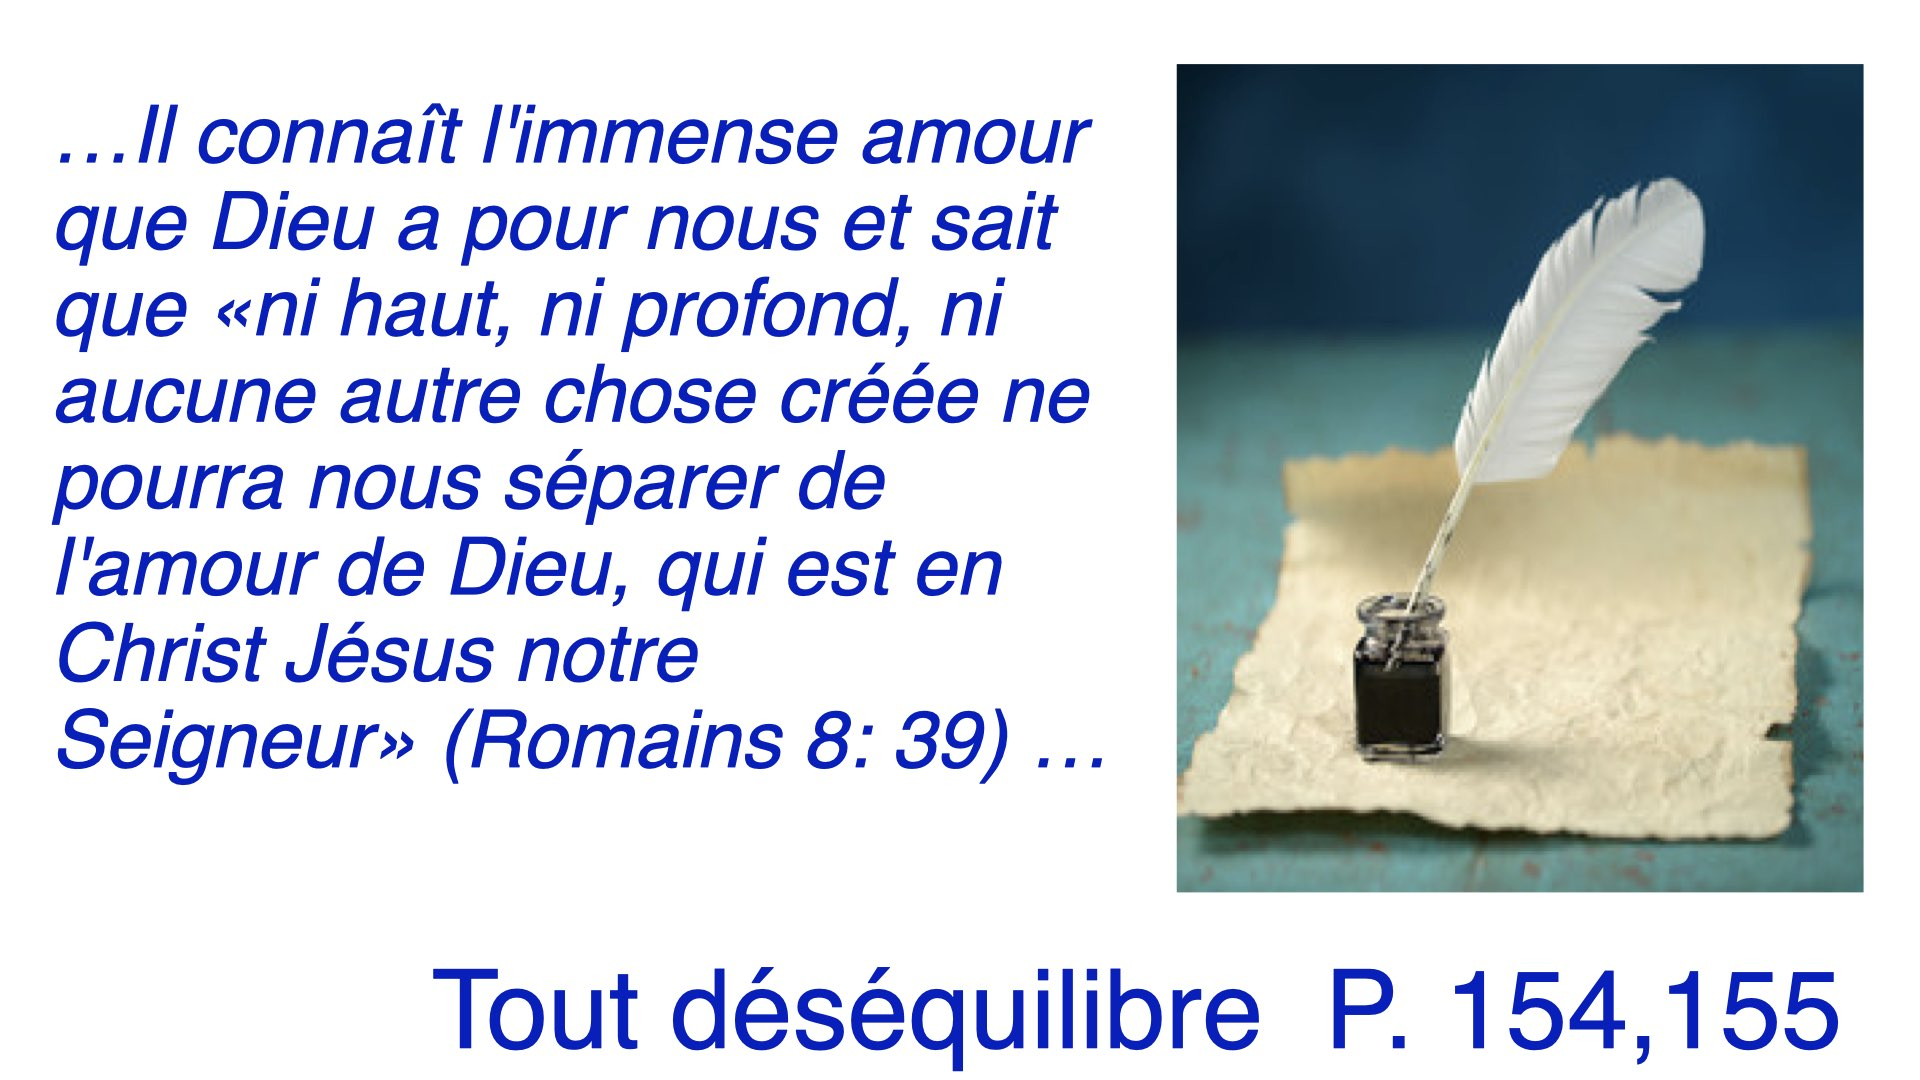 …Il connaît l'immense amour
que Dieu a pour nous et sait
que «ni haut, ni profond, ni
aucune autre chose créée ne
pourra nous séparer de
l'amour de Dieu, qui est en
Christ Jésus notre
Seigneur» (Romains 8: 39) …
Tout déséquilibre  P. 154,155